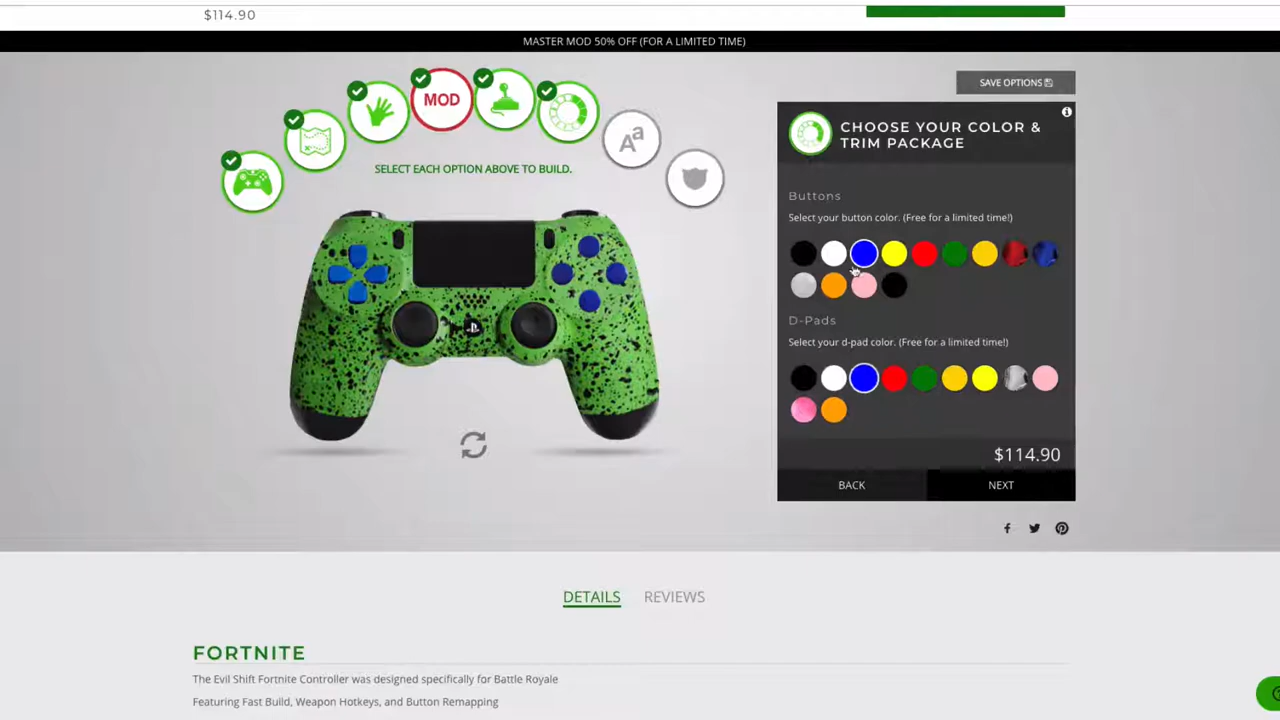 $114.90
MASTER MOD 50% OFF (FOR A LIMITED TIME)
SAVE OPTIONS
MOD
Aa
SELECT EACH OPTION ABOVE TO BUILD.
CHOOSE YOUR COLOR &
TRIM PACKAGE
Buttons
Select your button color. (Free for a limited time!)
D-Pads
Select your d-pad color. (Free for a limited time!)
$114.90
BACK
NEXT
DETAILS
REVIEWS
FORTNITE
The Evil Shift Fortnite Controller was designed specifically for Battle Royale
Featuring Fast Build, Weapon Hotkeys, and Button Remapping